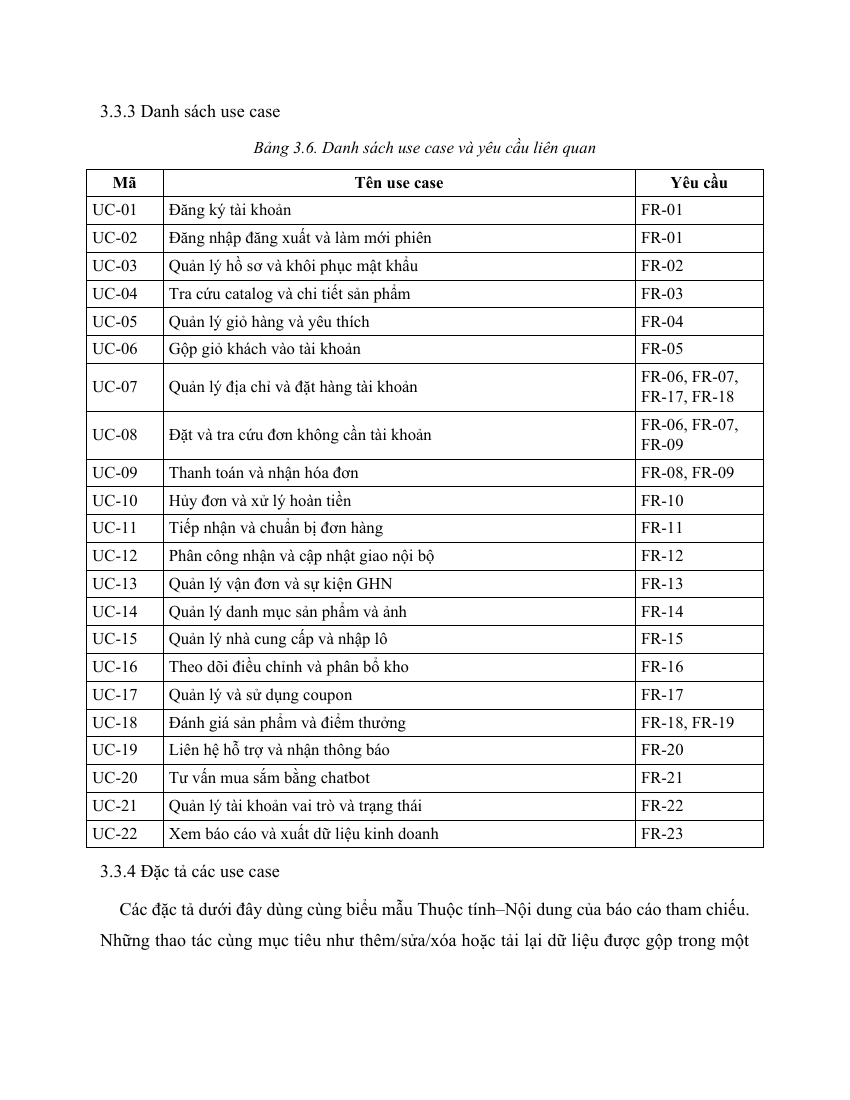 3.3.3 Danh sách use case
Bảng 3.6. Danh sách use case và yêu cầu liên quan
Mã Tên use case Yêu cầu
UC-01 Đăng ký tài khoản FR-01
UC-02 Đăng nhập đăng xuất và làm mới phiên FR-01
UC-03 Quản lý hồ sơ và khôi phục mật khẩu FR-02
UC-04 Tra cứu catalog và chi tiết sản phẩm FR-03
UC-05 Quản lý giỏ hàng và yêu thích FR-04
UC-06 Gộp giỏ khách vào tài khoản FR-05
UC-07 Quản lý địa chỉ và đặt hàng tài khoản FR-06, FR-07,
FR-17, FR-18
UC-08 Đặt và tra cứu đơn không cần tài khoản FR-06, FR-07,
FR-09
UC-09 Thanh toán và nhận hóa đơn FR-08, FR-09
UC-10 Hủy đơn và xử lý hoàn tiền FR-10
UC-11 Tiếp nhận và chuẩn bị đơn hàng FR-11
UC-12 Phân công nhận và cập nhật giao nội bộ FR-12
UC-13 Quản lý vận đơn và sự kiện GHN FR-13
UC-14 Quản lý danh mục sản phẩm và ảnh FR-14
UC-15 Quản lý nhà cung cấp và nhập lô FR-15
UC-16 Theo dõi điều chỉnh và phân bổ kho FR-16
UC-17 Quản lý và sử dụng coupon FR-17
UC-18 Đánh giá sản phẩm và điểm thưởng FR-18, FR-19
UC-19 Liên hệ hỗ trợ và nhận thông báo FR-20
UC-20 Tư vấn mua sắm bằng chatbot FR-21
UC-21 Quản lý tài khoản vai trò và trạng thái FR-22
UC-22 Xem báo cáo và xuất dữ liệu kinh doanh FR-23
3.3.4 Đặc tả các use case
Các đặc tả dưới đây dùng cùng biểu mẫu Thuộc tính–Nội dung của báo cáo tham chiếu.
Những thao tác cùng mục tiêu như thêm/sửa/xóa hoặc tải lại dữ liệu được gộp trong một